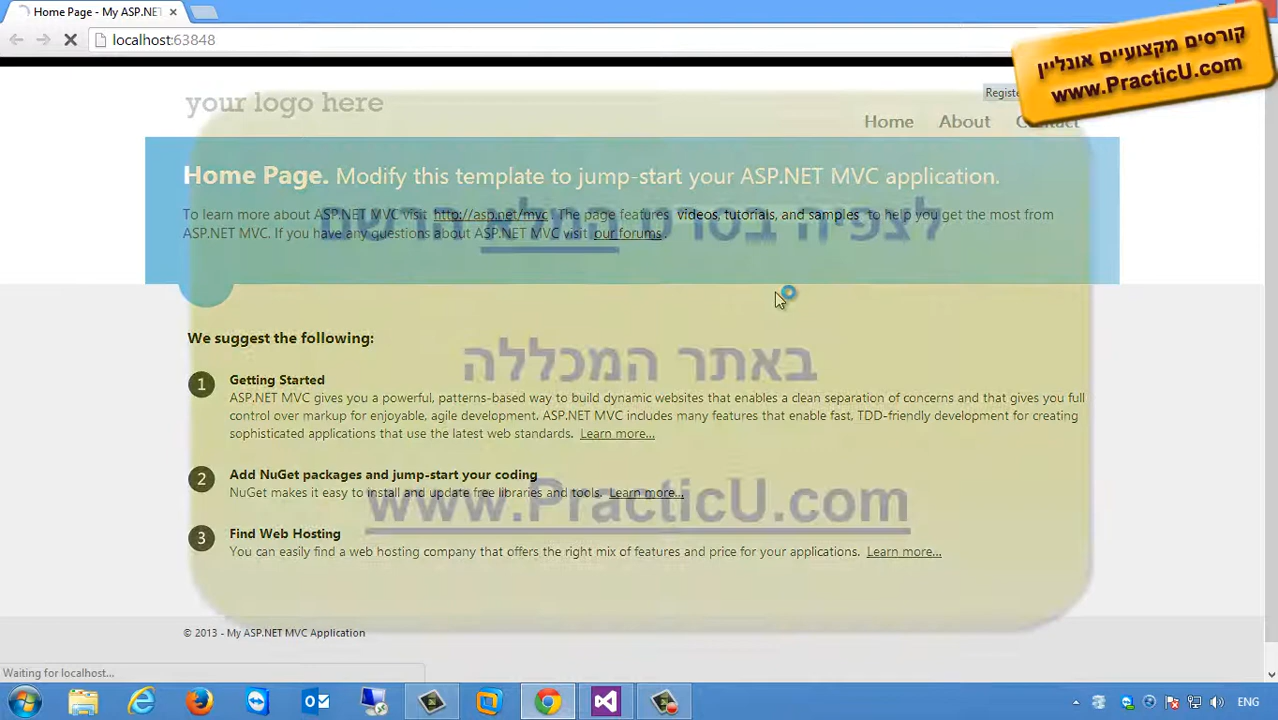 Home Page - My ASP.NET
localhost:63848
קורסים מקצועיים אונליין
www.PracticU.com
your logo here
Regist
Home About Contact
Home Page. Modify this template to jump-start your ASP.NET MVC application.
To learn more about ASP.NET MVC visit http://asp.net/mvc. The page features videos, tutorials, and samples to help you get the most from
ASP.NET MVC. If you have any questions about ASP.NET MVC visit our forums.
לצפיה בסרט המלא הרשמו
באתר המכללה
www.PracticU.com
We suggest the following:
1 Getting Started
ASP.NET MVC gives you a powerful, patterns-based way to build dynamic websites that enables a clean separation of concerns and that gives you full
control over markup for enjoyable, agile development. ASP.NET MVC includes many features that enable fast, TDD-friendly development for creating
sophisticated applications that use the latest web standards. Learn more...
2 Add NuGet packages and jump-start your coding
NuGet makes it easy to install and update free libraries and tools. Learn more...
3 Find Web Hosting
You can easily find a web hosting company that offers the right mix of features and price for your applications. Learn more...
© 2013 - My ASP.NET MVC Application
Waiting for localhost...
ENG